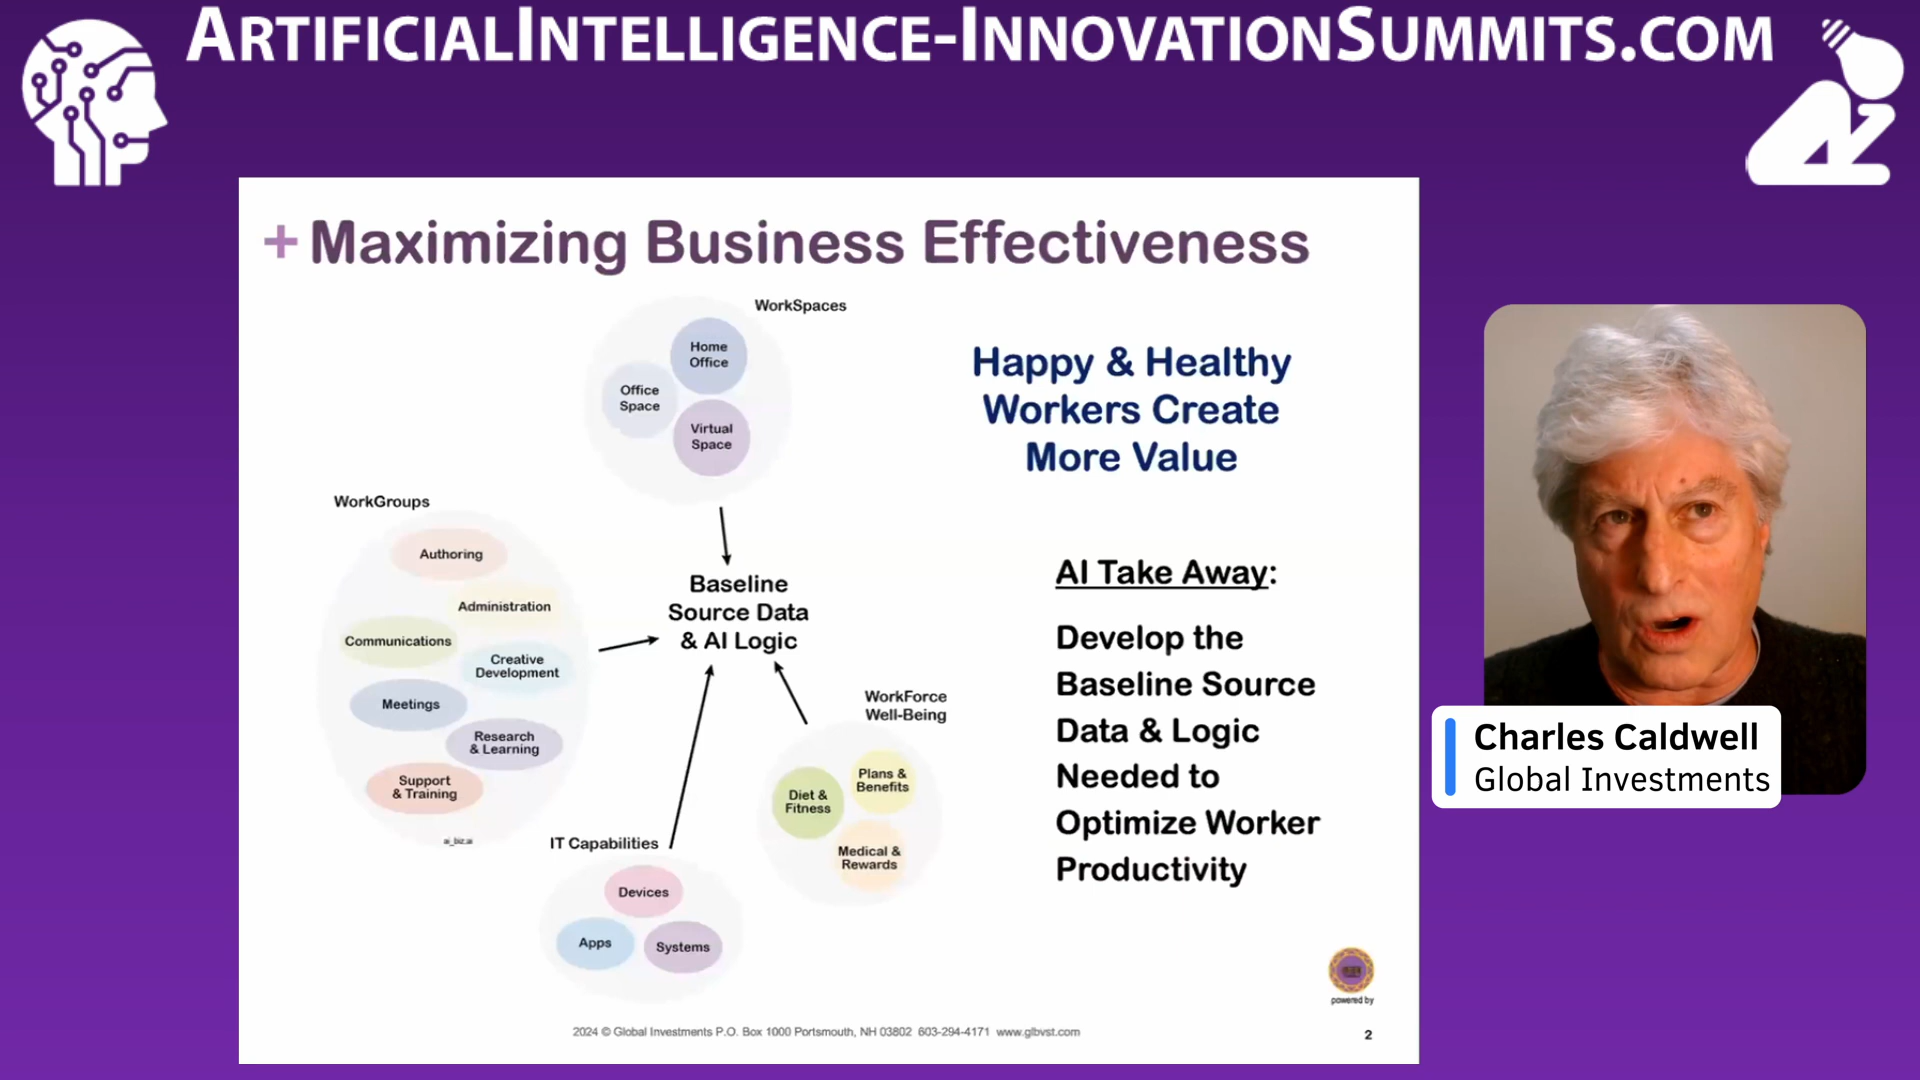 ARTIFICIALINTELLIGENCE-INNOVATIONSUMMITS.COM
+ Maximizing Business Effectiveness
WorkSpaces
Home
Office
Office
Space
Virtual
Space
Happy & Healthy
Workers Create
More Value
WorkGroups
Authoring
Administration
Communications
Creative
Development
Meetings
Research
& Learning
Support
& Training
ai_biz.ai
Baseline
Source Data
& AI Logic
WorkForce
Well-Being
Plans &
Benefits
Diet &
Fitness
Medical &
Rewards
IT Capabilities
Devices
Apps
Systems
AI Take Away:
Develop the
Baseline Source
Data & Logic
Needed to
Optimize Worker
Productivity
Charles Caldwell
Global Investments
powered by
2024 © Global Investments P.O. Box 1000 Portsmouth, NH 03802 603-294-4171 www.glbvst.com
2